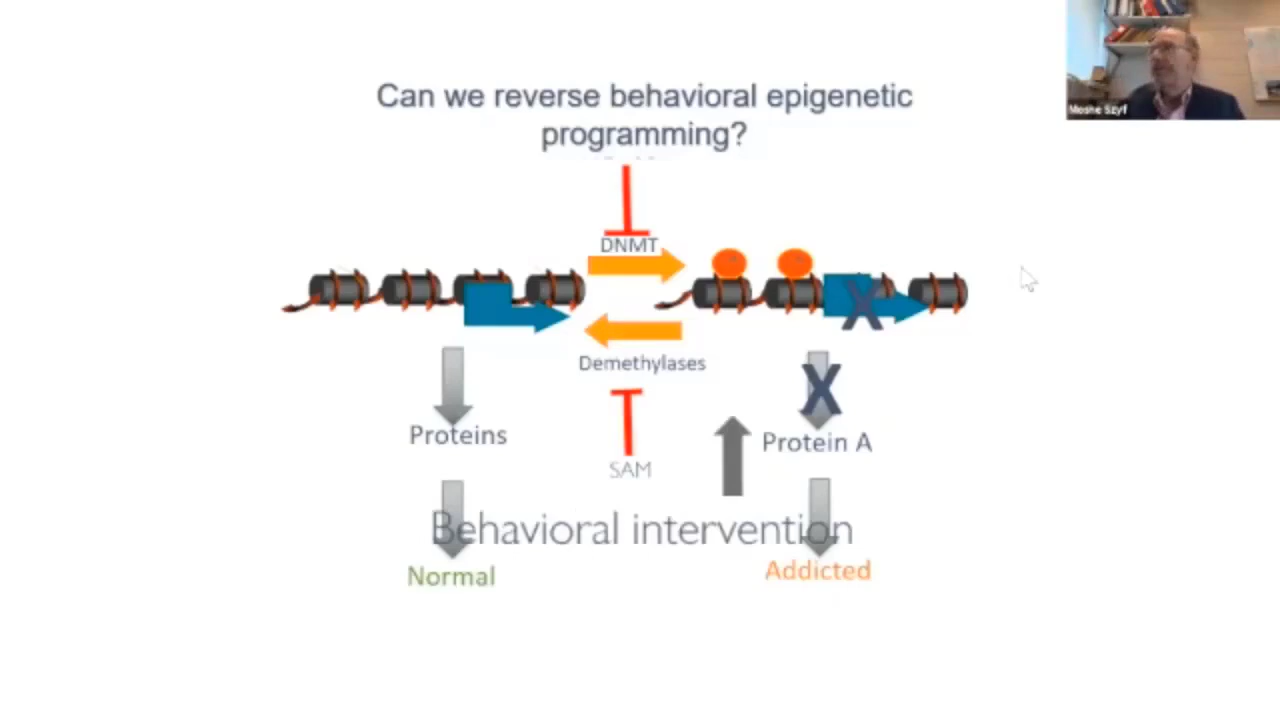 Can we reverse behavioral epigenetic
programming?
Moshe Szyf
DNMT
X
Demethylases
X
Proteins
Protein A
SAM
Behavioral intervention
Normal
Addicted